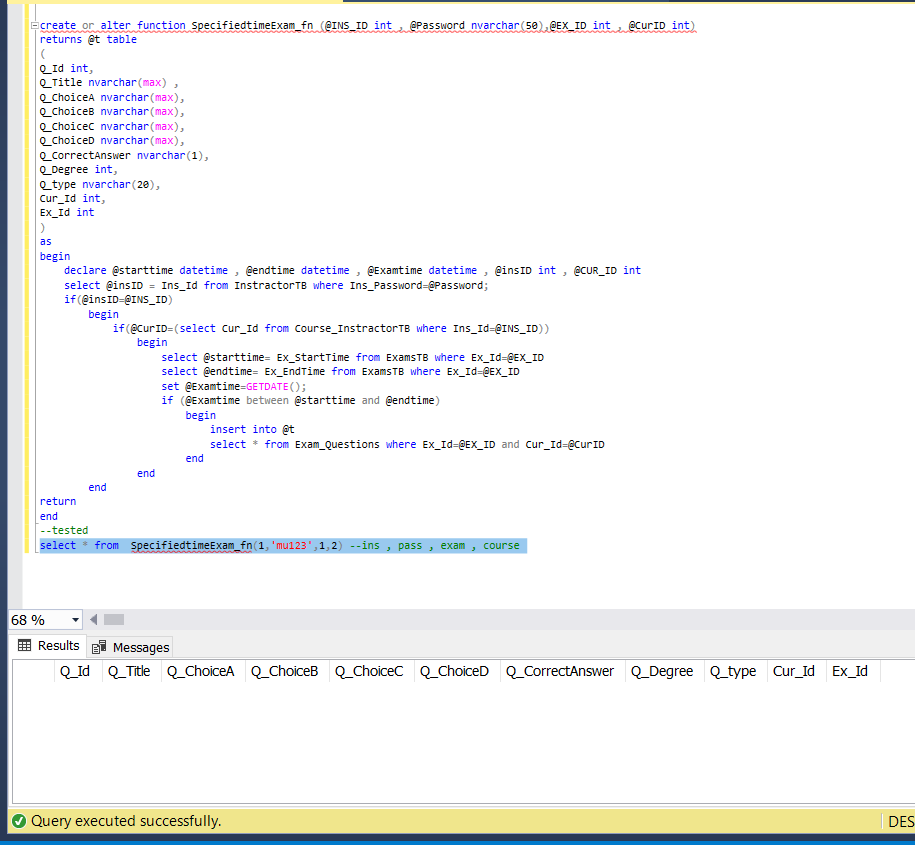 create or alter function SpecifiedtimeExam_fn (@INS_ID int , @Password nvarchar(50),@EX_ID int , @CurID int)
returns @t table
(
Q_Id int,
Q_Title nvarchar(max) ,
Q_ChoiceA nvarchar(max),
Q_ChoiceB nvarchar(max),
Q_ChoiceC nvarchar(max),
Q_ChoiceD nvarchar(max),
Q_CorrectAnswer nvarchar(1),
Q_Degree int,
Q_type nvarchar(20),
Cur_Id int,
Ex_Id int
)
as
begin
declare @starttime datetime , @endtime datetime , @Examtime datetime , @insID int , @CUR_ID int
select @insID = Ins_Id from InstractorTB where Ins_Password=@Password;
if(@insID=@INS_ID)
begin
if(@CurID=(select Cur_Id from Course_InstractorTB where Ins_Id=@INS_ID))
begin
select @starttime= Ex_StartTime from ExamsTB where Ex_Id=@EX_ID
select @endtime= Ex_EndTime from ExamsTB where Ex_Id=@EX_ID
set @Examtime=GETDATE();
if (@Examtime between @starttime and @endtime)
begin
insert into @t
select * from Exam_Questions where Ex_Id=@EX_ID and Cur_Id=@CurID
end
end
end
return
end
--tested
select * from  SpecifiedtimeExam_fn(1,'mu123',1,2) --ins , pass , exam , course
68 %
Results Messages
Q_Id Q_Title Q_ChoiceA Q_ChoiceB Q_ChoiceC Q_ChoiceD Q_CorrectAnswer Q_Degree Q_type Cur_Id Ex_Id
Query executed successfully. DES